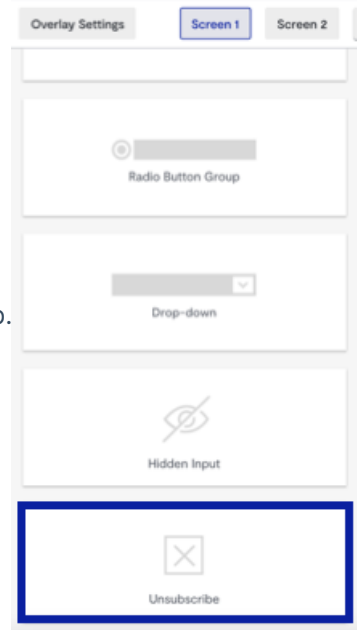 Overlay Settings Screen 1 Screen 2
Radio Button Group
o.
Drop-down
Hidden Input
Unsubscribe